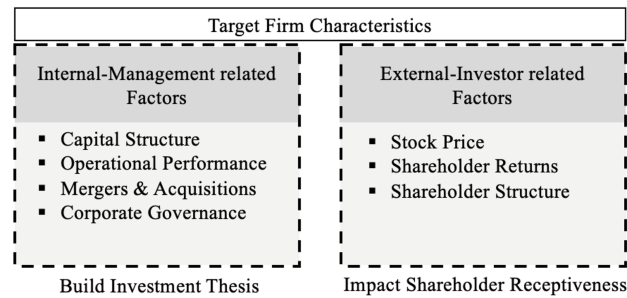 Target Firm Characteristics
Internal-Management related
Factors
▪ Capital Structure
▪ Operational Performance
▪ Mergers & Acquisitions
▪ Corporate Governance
Build Investment Thesis
External-Investor related
Factors
▪ Stock Price
▪ Shareholder Returns
▪ Shareholder Structure
Impact Shareholder Receptiveness